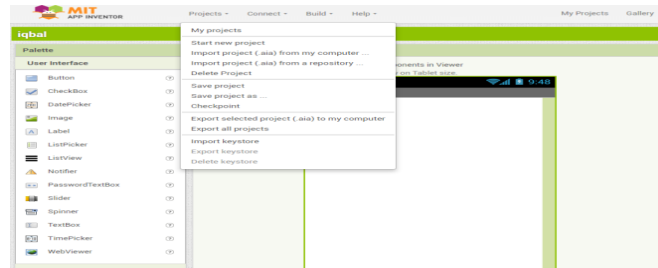 MIT
APP INVENTOR
Projects
Connect
Build
Help
My Projects
Gallery
iqbal
Palette
User Interface
Button
CheckBox
DatePicker
Image
Label
ListPicker
ListView
Notifier
PasswordTextBox
Slider
Spinner
TextBox
TimePicker
WebViewer
My projects
Start new project
Import project (.aia) from my computer ...
Import project (.aia) from a repository ...
Delete Project
Save project
Save project as ...
Checkpoint
Export selected project (.aia) to my computer
Export all projects
Import keystore
Export keystore
Delete keystore
onents in Viewer
on Tablet size.
9:48